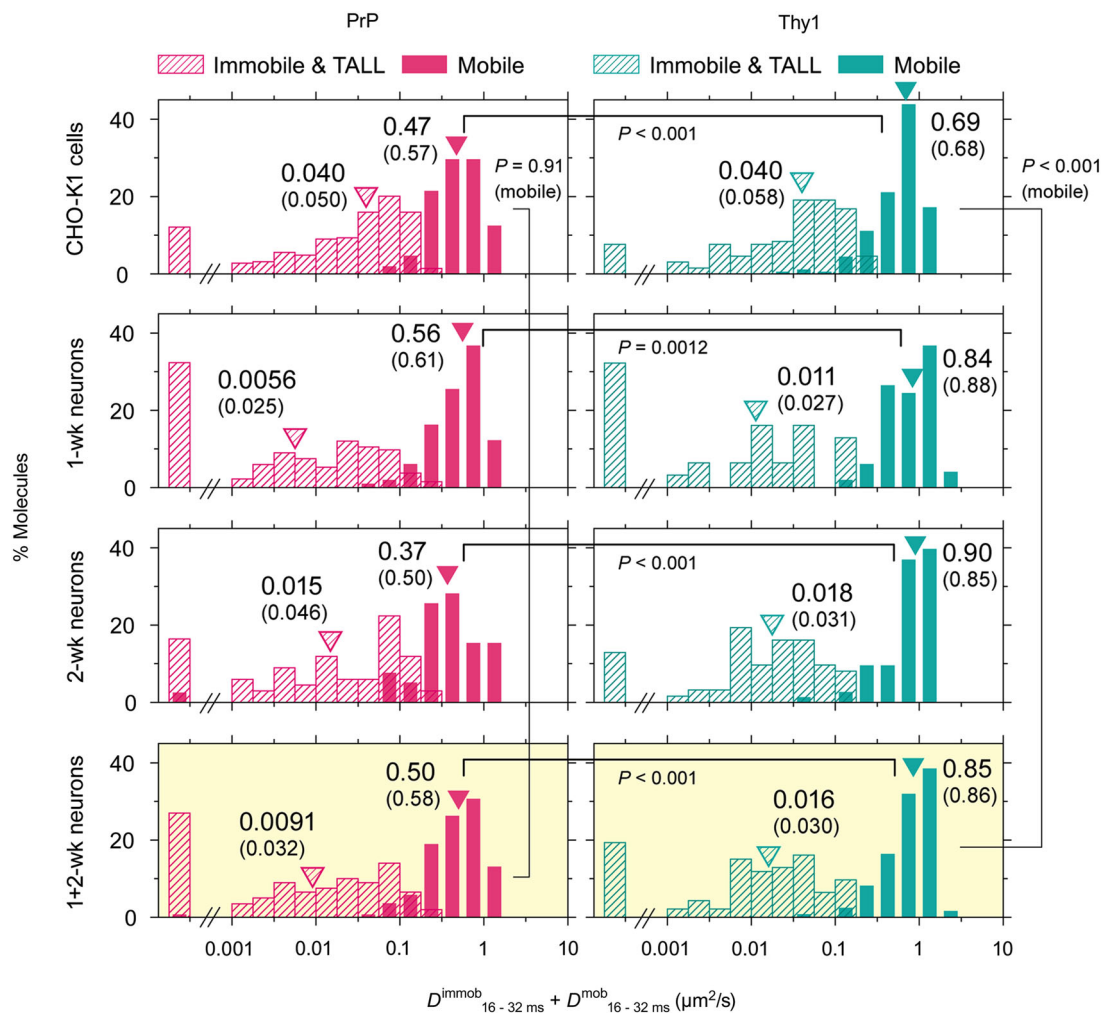 PrP
Thy1
Immobile & TALL
Mobile
Immobile & TALL
Mobile
% Molecules
CHO-K1 cells
40
20
0
0.040
(0.050)
0.47
(0.57)
P < 0.001
P = 0.91
(mobile)
0.040
(0.058)
0.69
(0.68)
P < 0.001
(mobile)
1-wk neurons
40
20
0
0.0056
(0.025)
0.56
(0.61)
P = 0.0012
0.011
(0.027)
0.84
(0.88)
2-wk neurons
40
20
0
0.015
(0.046)
0.37
(0.50)
P < 0.001
0.018
(0.031)
0.90
(0.85)
1+2-wk neurons
40
20
0
0.0091
(0.032)
0.50
(0.58)
P < 0.001
0.016
(0.030)
0.85
(0.86)
0.001 0.01 0.1 1 0.001 0.01 0.1 1 10
D^immob_16 - 32 ms + D^mob_16 - 32 ms (μm²/s)